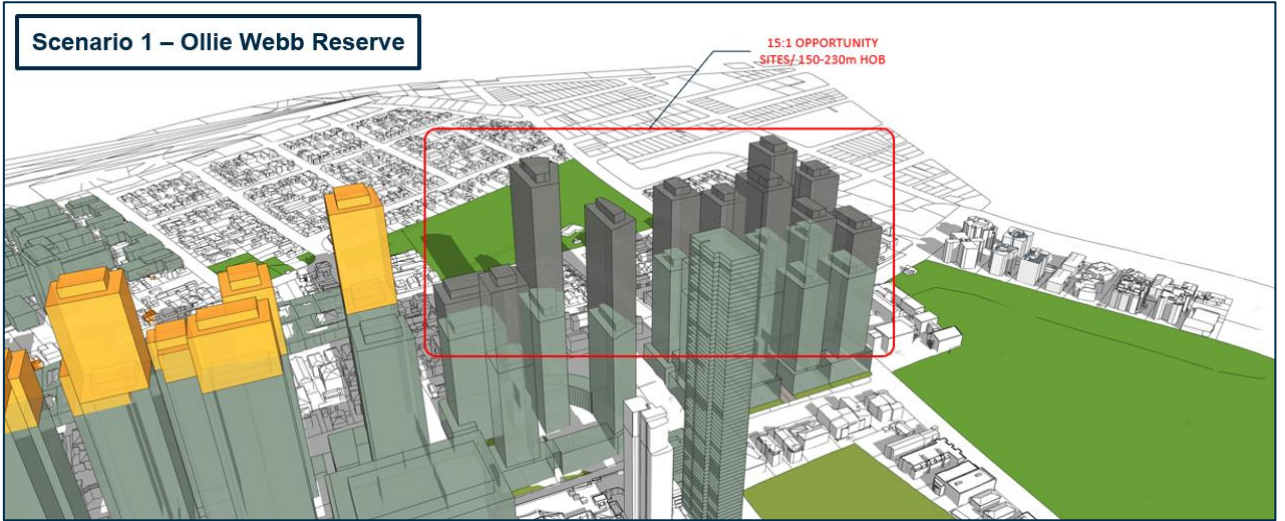 Scenario 1 – Ollie Webb Reserve
15:1 OPPORTUNITY
SITES/ 150-230m HOB